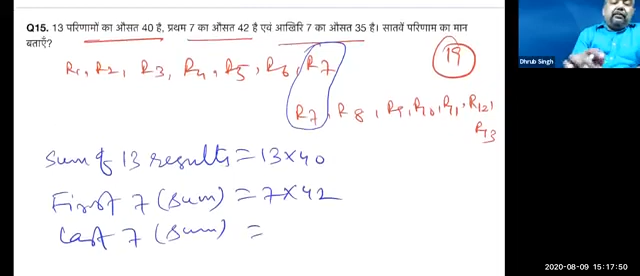 Q15. 13 परिणामों का औसत 40 है, प्रथम 7 का औसत 42 है एवं आखिरि 7 का औसत 35 है। सातवें परिणाम का मान
बताएँ?
19
Dhrub Singh
R1, R2, R3, R4, R5, R6, R7
R7, R8, R9, R10, R11, R12,
R13
Sum of 13 results = 13×40
First 7 (sum) = 7×42
Last 7 (sum) =
2020-08-09 15:17:50